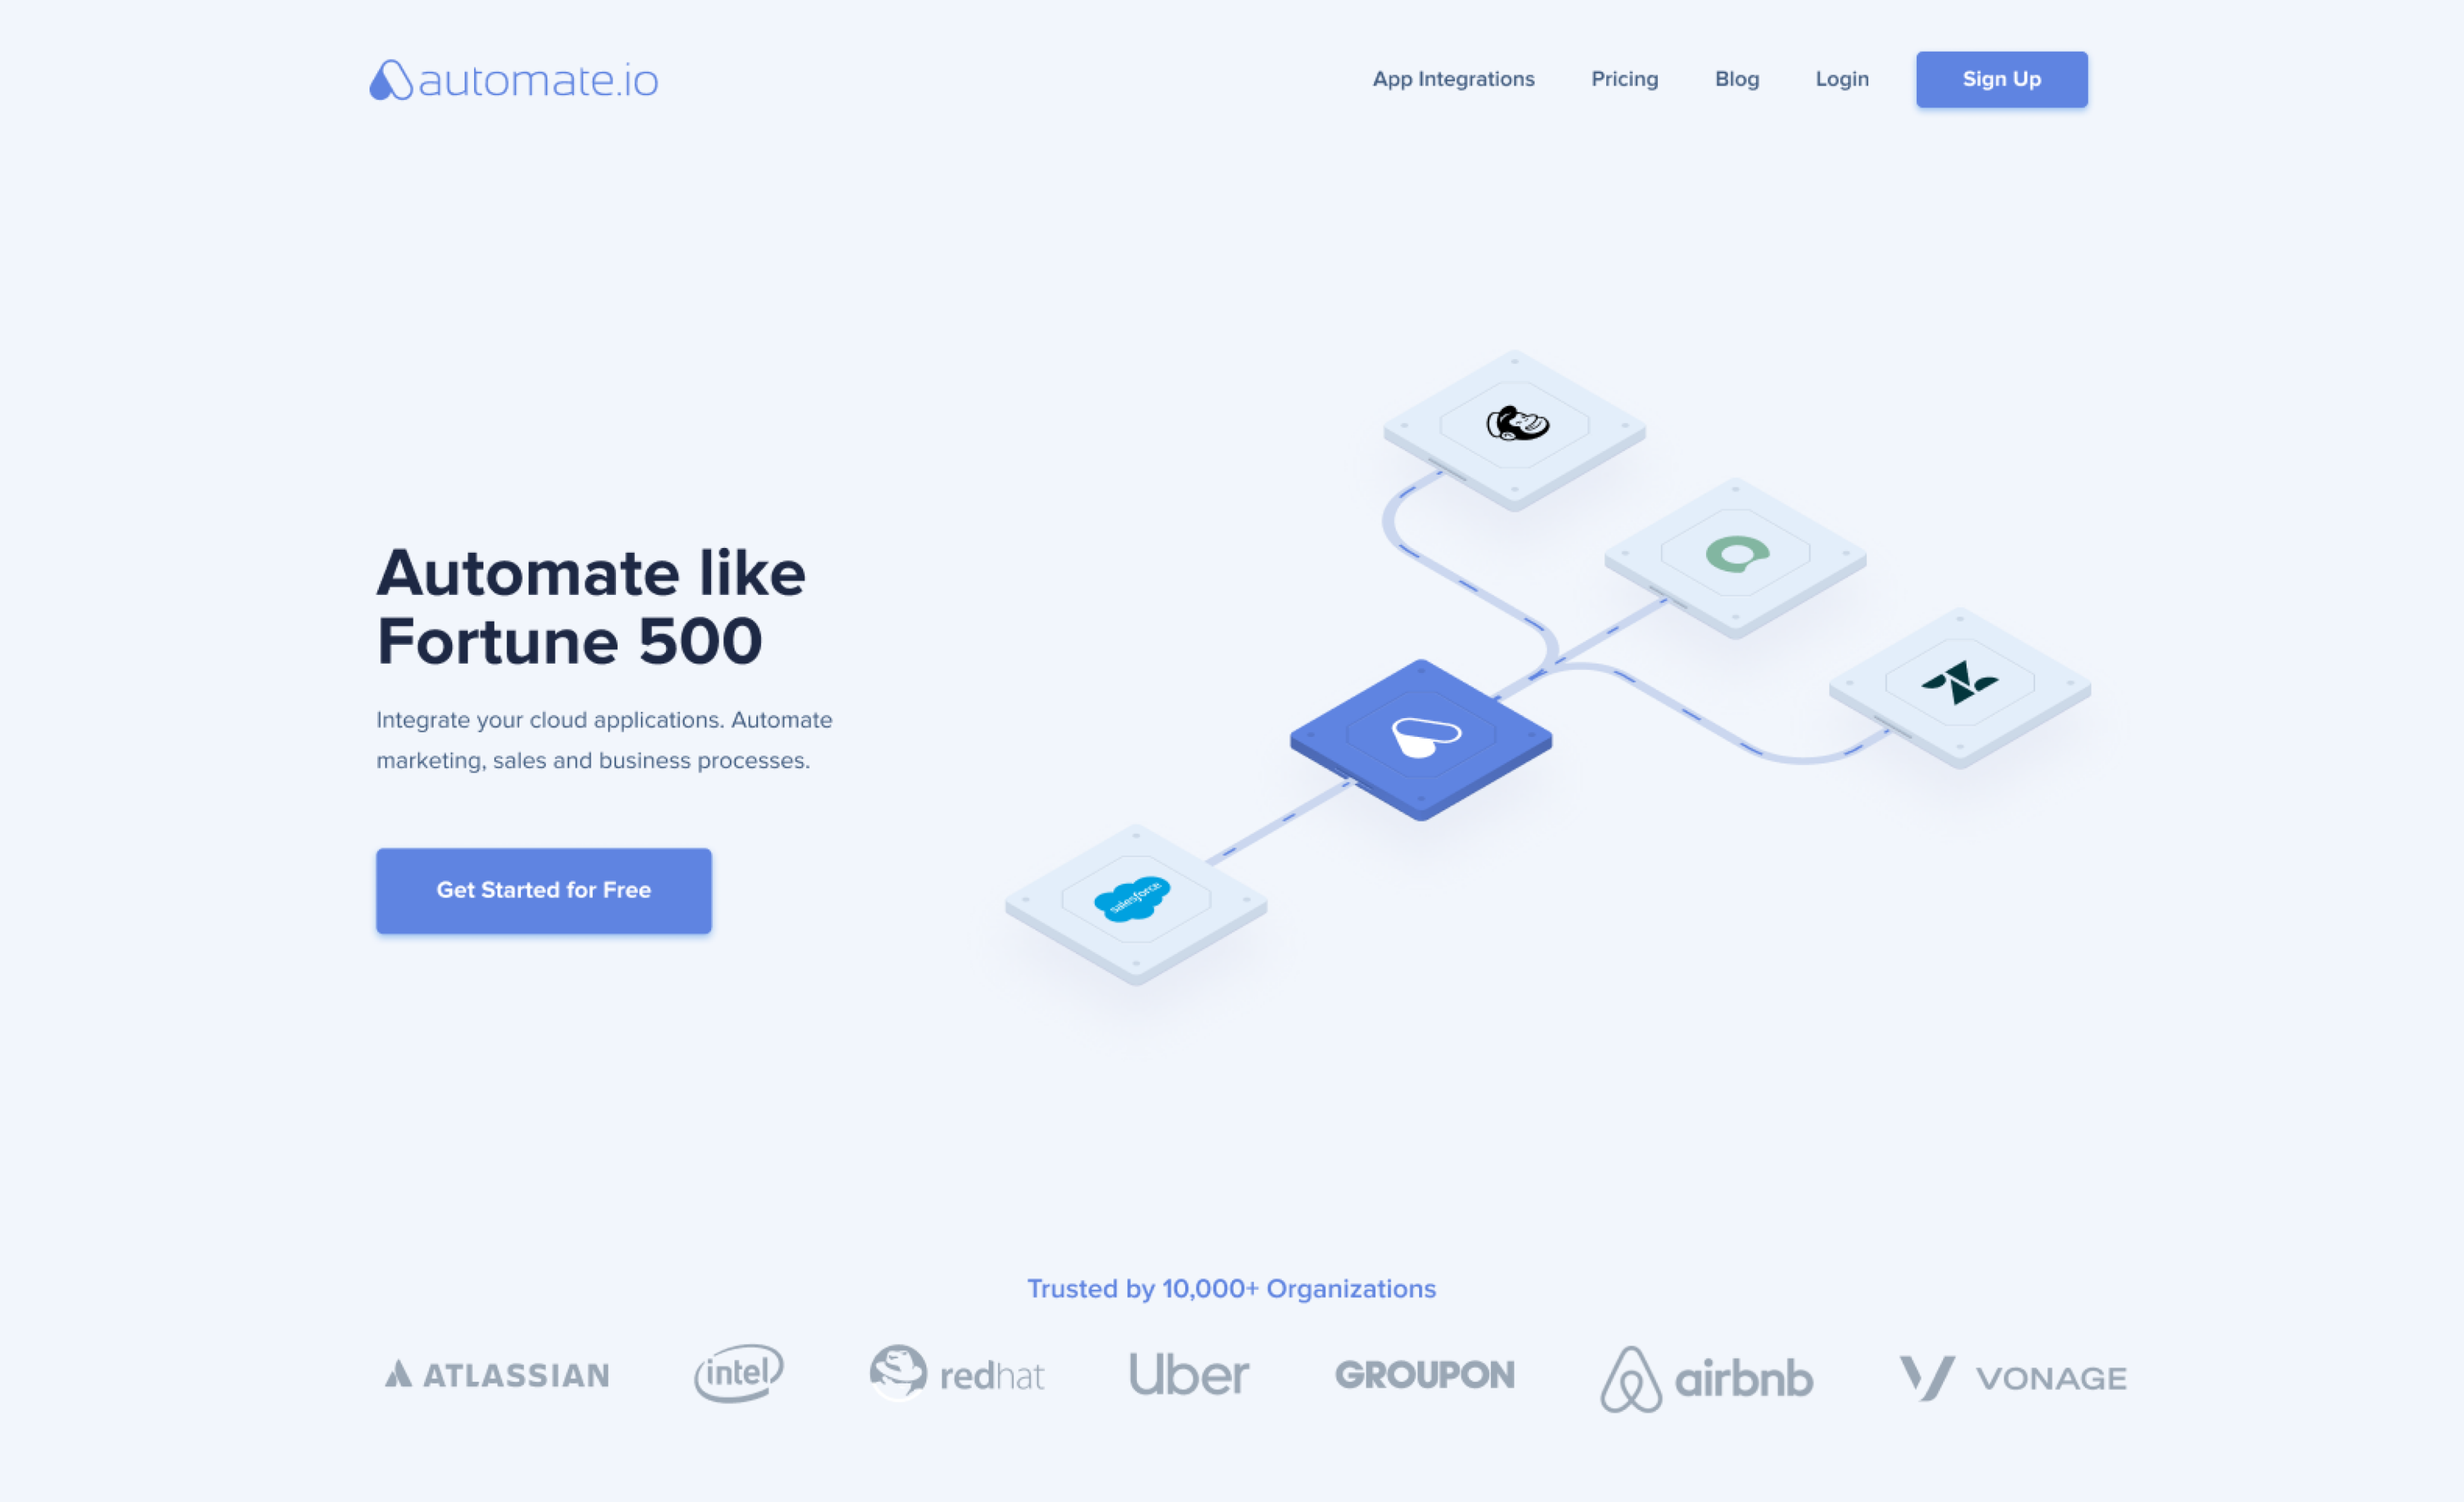 automate.io
App Integrations
Pricing
Blog
Login
Sign Up
Automate like
Fortune 500
Integrate your cloud applications. Automate
marketing, sales and business processes.
Get Started for Free
salesforce
Trusted by 10,000+ Organizations
ATLASSIAN
intel
redhat
Uber
GROUPON
airbnb
VONAGE